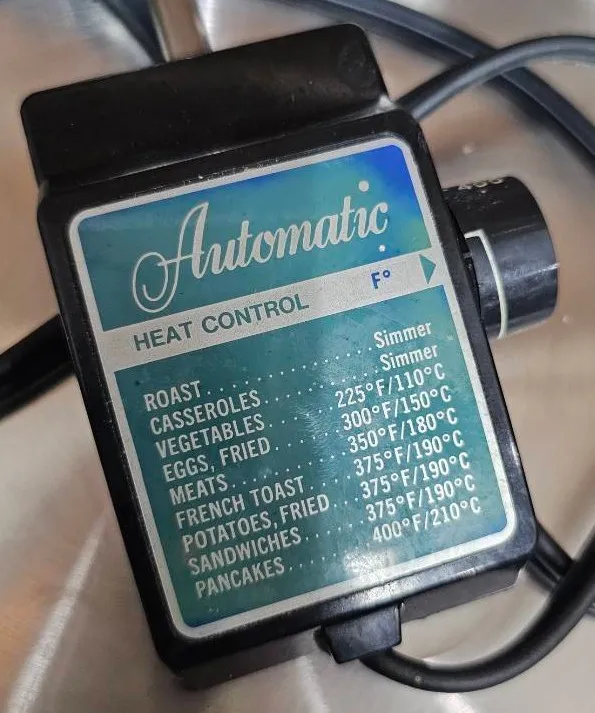 Automatic
HEAT CONTROL F°
ROAST . . . . . . . . . . . . Simmer
CASSEROLES . . . . . . . . Simmer
VEGETABLES . . . . . 225°F/110°C
EGGS, FRIED . . . . . 300°F/150°C
MEATS . . . . . . . . . 350°F/180°C
FRENCH TOAST . . . 375°F/190°C
POTATOES, FRIED . . 375°F/190°C
SANDWICHES . . . . . 375°F/190°C
PANCAKES . . . . . . . 400°F/210°C